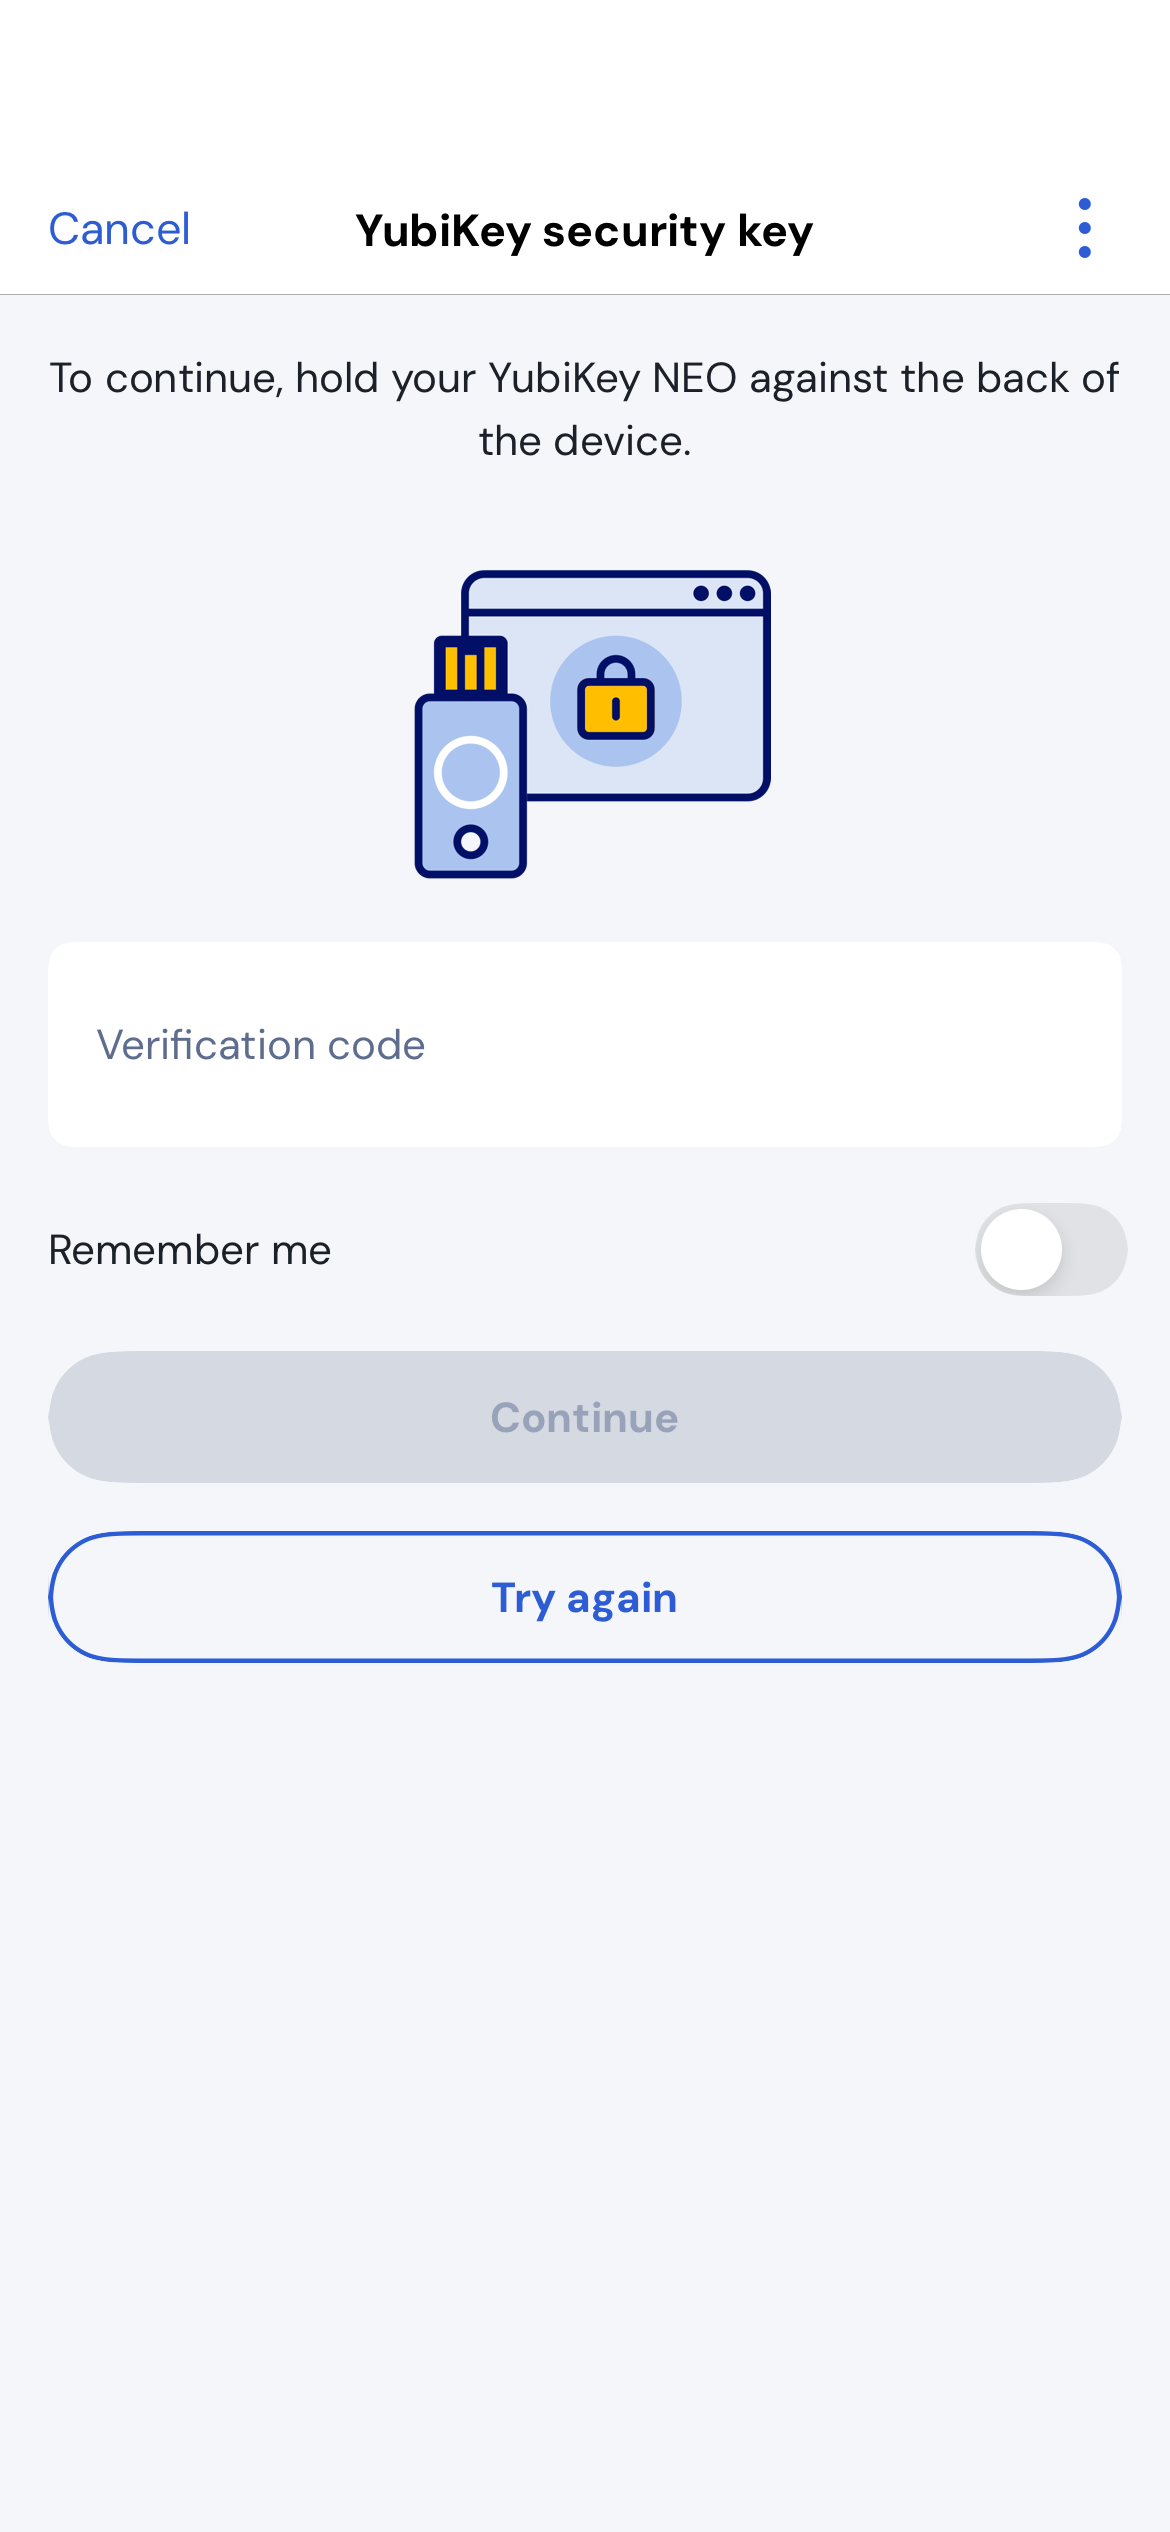 Cancel
YubiKey security key
To continue, hold your YubiKey NEO against the back of
the device.
Verification code
Remember me
Continue
Try again